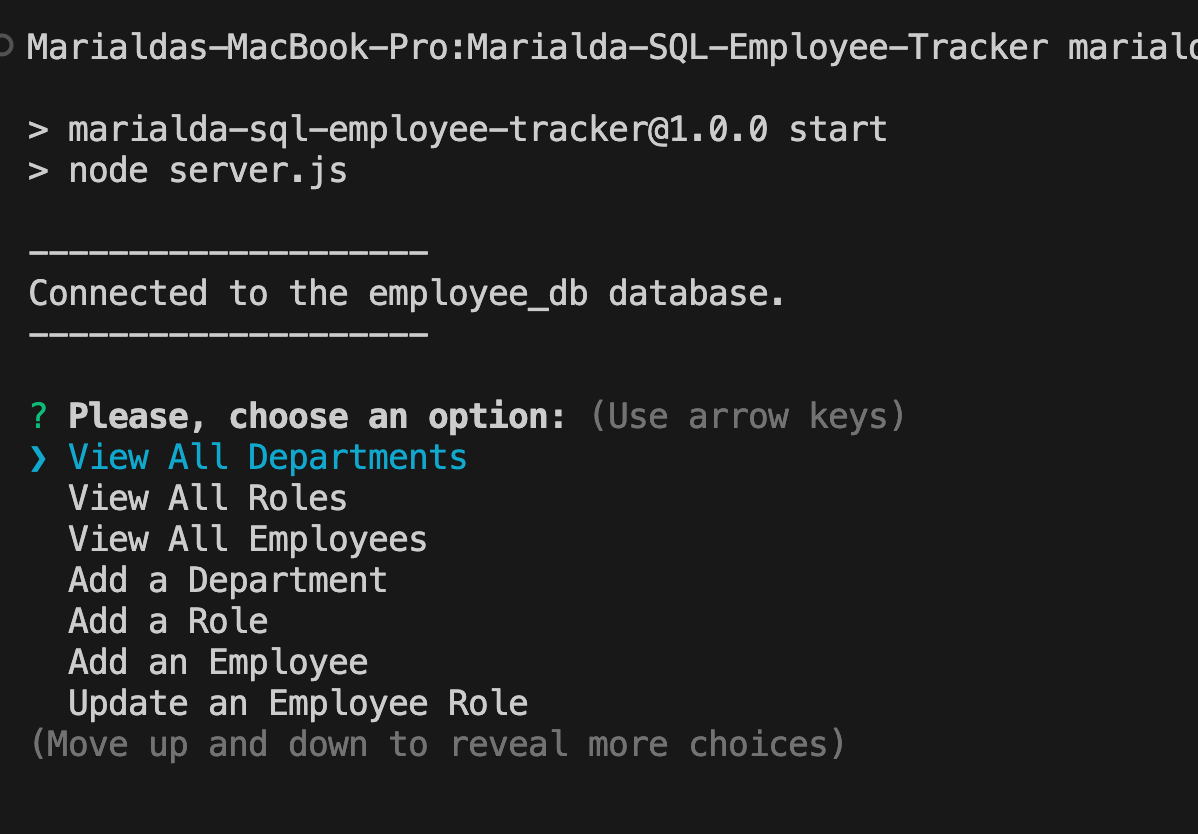 Marialdas-MacBook-Pro:Marialda-SQL-Employee-Tracker
> marialda-sql-employee-tracker@1.0.0 start
> node server.js
--------------------
Connected to the employee_db database.
--------------------
? Please, choose an option: (Use arrow keys)
❯ View All Departments
View All Roles
View All Employees
Add a Department
Add a Role
Add an Employee
Update an Employee Role
(Move up and down to reveal more choices)